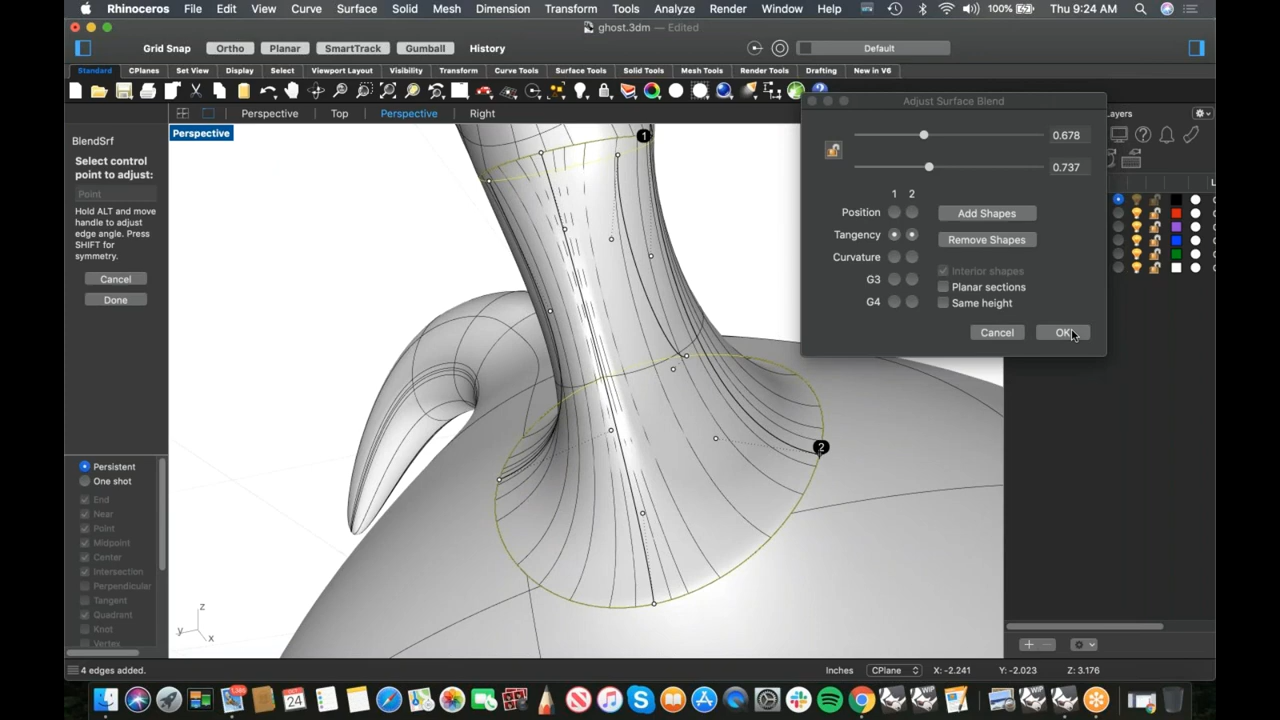 Rhinoceros File Edit View Curve Surface Solid Mesh Dimension Transform Tools Analyze Render Window Help 100% Thu 9:24 AM
ghost.3dm — Edited
Grid Snap Ortho Planar SmartTrack Gumball History Default
Standard CPlanes Set View Display Select Viewport Layout Visibility Transform Curve Tools Surface Tools Solid Tools Mesh Tools Render Tools Drafting New in V6
Perspective Top Perspective Right
Perspective
BlendSrf
Select control
point to adjust:
Point
Hold ALT and move
handle to adjust
edge angle. Press
SHIFT for
symmetry.
Cancel
Done
Persistent
One shot
End
Near
Point
Midpoint
Center
Intersection
Perpendicular
Tangent
Quadrant
Knot
Vertex
1
2
z
y
x
Adjust Surface Blend
0.678
0.737
1 2
Position Add Shapes
Tangency Remove Shapes
Curvature Interior shapes
Planar sections
G3 Same height
G4
Cancel OK
ayers
L
4 edges added. Inches CPlane X: -2.241 Y: -2.023 Z: 3.176
24